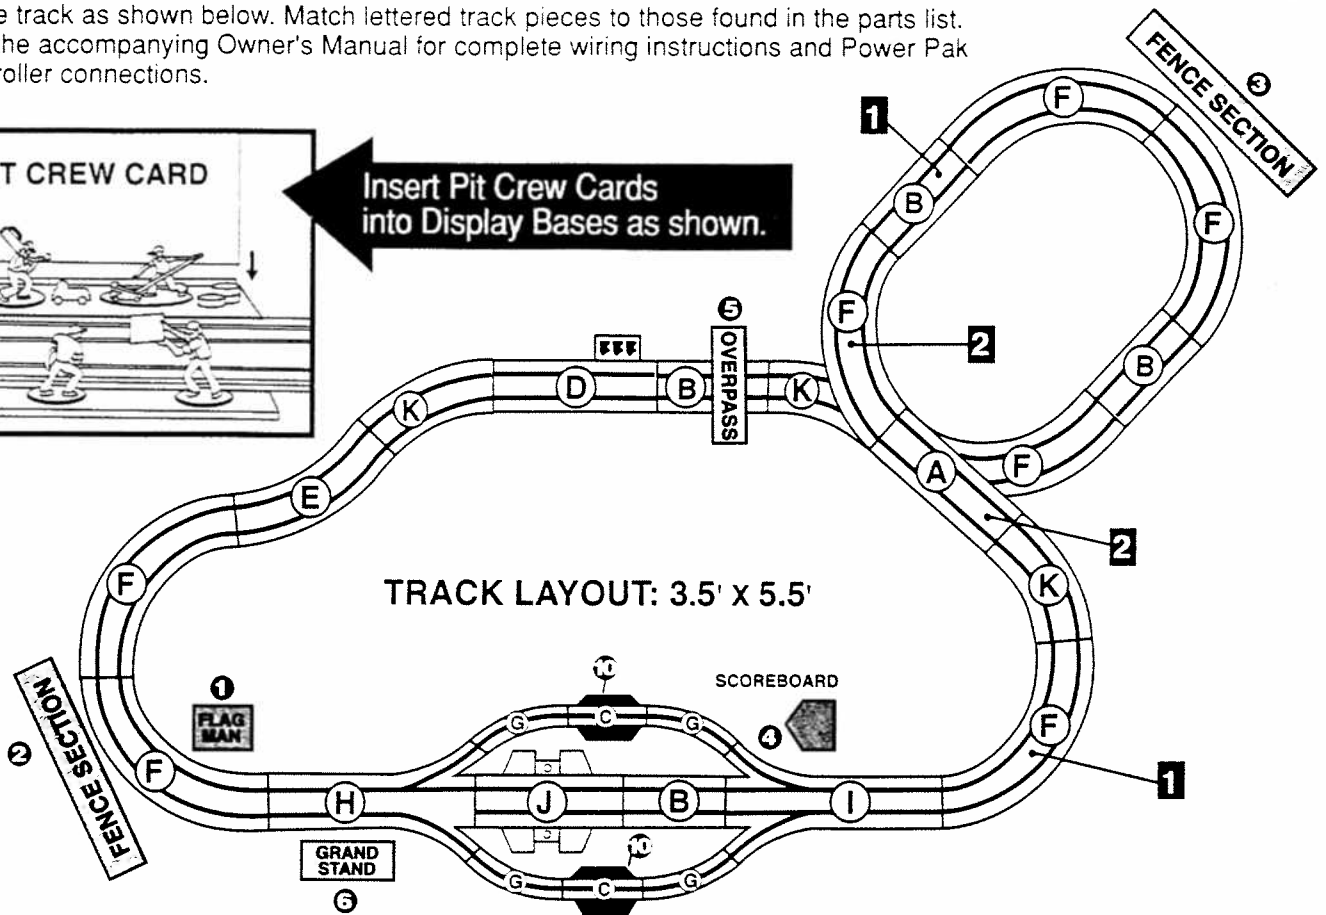 e track as shown below. Match lettered track pieces to those found in the parts list.
he accompanying Owner's Manual for complete wiring instructions and Power Pak
roller connections.
T CREW CARD
Insert Pit Crew Cards
into Display Bases as shown.
FENCE SECTION
3
1
F
B
F
F
2
B
F
5
OVERPASS
K
D
B
K
A
2
E
K
F
TRACK LAYOUT: 3.5' X 5.5'
F
1
2
FENCE SECTION
F
1
FLAG
MAN
10
SCOREBOARD
4
G
C
G
H
J
B
I
GRAND
STAND
6
10
G
C
G